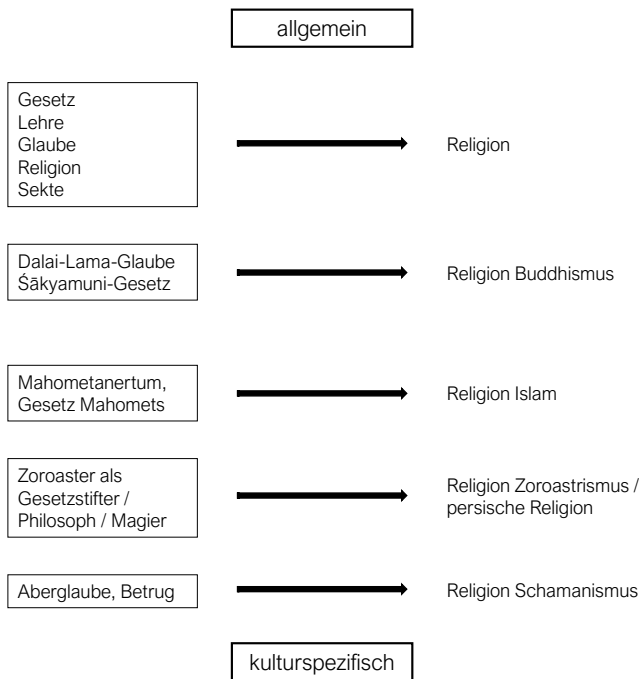 allgemein
Gesetz
Lehre
Glaube
Religion
Sekte
Religion
Dalai-Lama-Glaube
Śākyamuni-Gesetz
Religion Buddhismus
Mahometanertum,
Gesetz Mahomets
Religion Islam
Zoroaster als
Gesetzstifter /
Philosoph / Magier
Religion Zoroastrismus /
persische Religion
Aberglaube, Betrug
Religion Schamanismus
kulturspezifisch